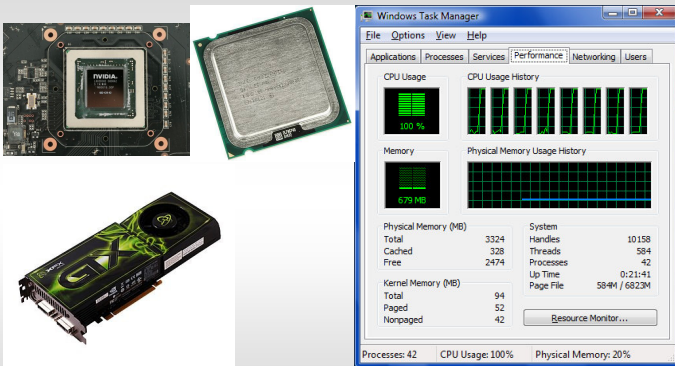 NVIDIA.
XFX
GX
Windows Task Manager
File Options View Help
Applications Processes Services Performance Networking Users
CPU Usage CPU Usage History
100 %
Memory Physical Memory Usage History
679 MB
Physical Memory (MB)
Total 3324
Cached 328
Free 2474
Kernel Memory (MB)
Total 94
Paged 52
Nonpaged 42
System
Handles 10158
Threads 584
Processes 42
Up Time 0:21:41
Page File 584M / 6823M
Resource Monitor...
Processes: 42 CPU Usage: 100% Physical Memory: 20%